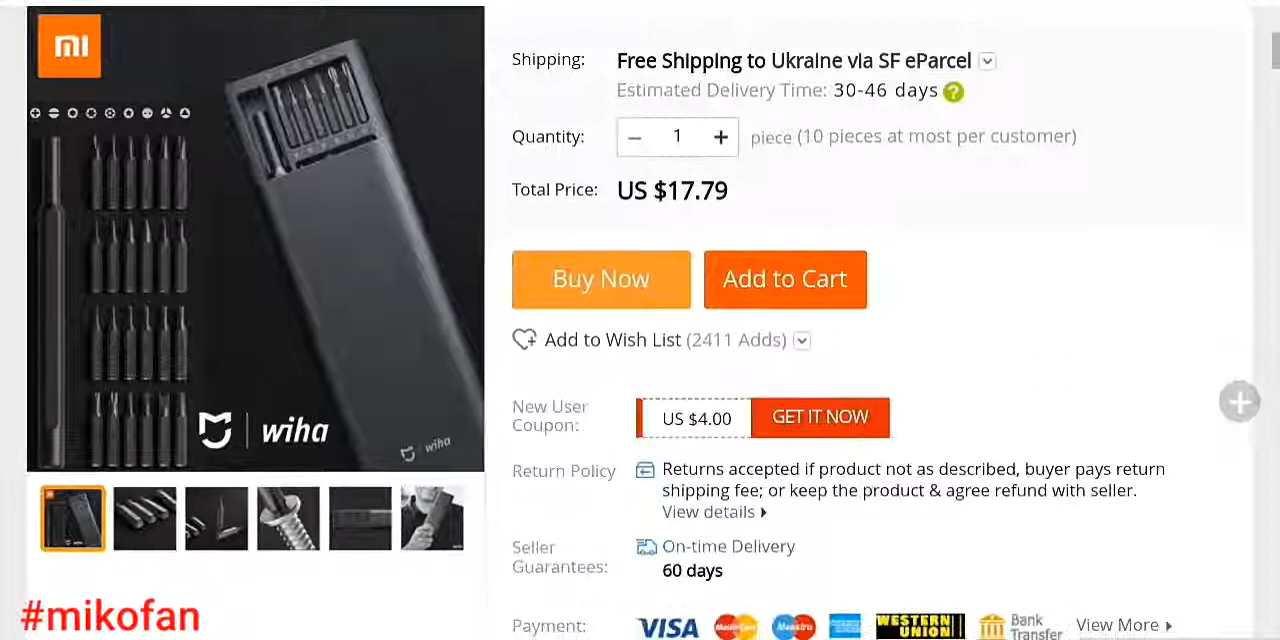 mi
wiha
wiha
#mikofan
Shipping: Free Shipping to Ukraine via SF eParcel
Estimated Delivery Time: 30-46 days ?
Quantity: − 1 + piece (10 pieces at most per customer)
Total Price: US $17.79
Buy Now Add to Cart
Add to Wish List (2411 Adds)
New User
Coupon: US $4.00 GET IT NOW
Return Policy Returns accepted if product not as described, buyer pays return
shipping fee; or keep the product & agree refund with seller.
View details
Seller
Guarantees: On-time Delivery
60 days
Payment: VISA MasterCard Maestro WESTERN UNION Bank Transfer View More